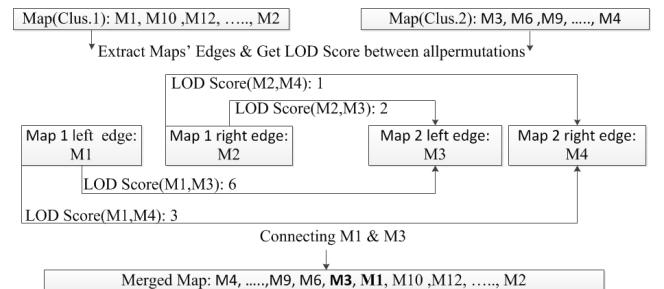 Map(Clus.1): M1, M10 ,M12, ....., M2
Map(Clus.2): M3, M6 ,M9, ....., M4
Extract Maps' Edges & Get LOD Score between allpermutations
LOD Score(M2,M4): 1
LOD Score(M2,M3): 2
Map 1 left edge:
M1
Map 1 right edge:
M2
Map 2 left edge:
M3
Map 2 right edge:
M4
LOD Score(M1,M3): 6
LOD Score(M1,M4): 3
Connecting M1 & M3
Merged Map: M4, .....,M9, M6, M3, M1, M10 ,M12, ....., M2